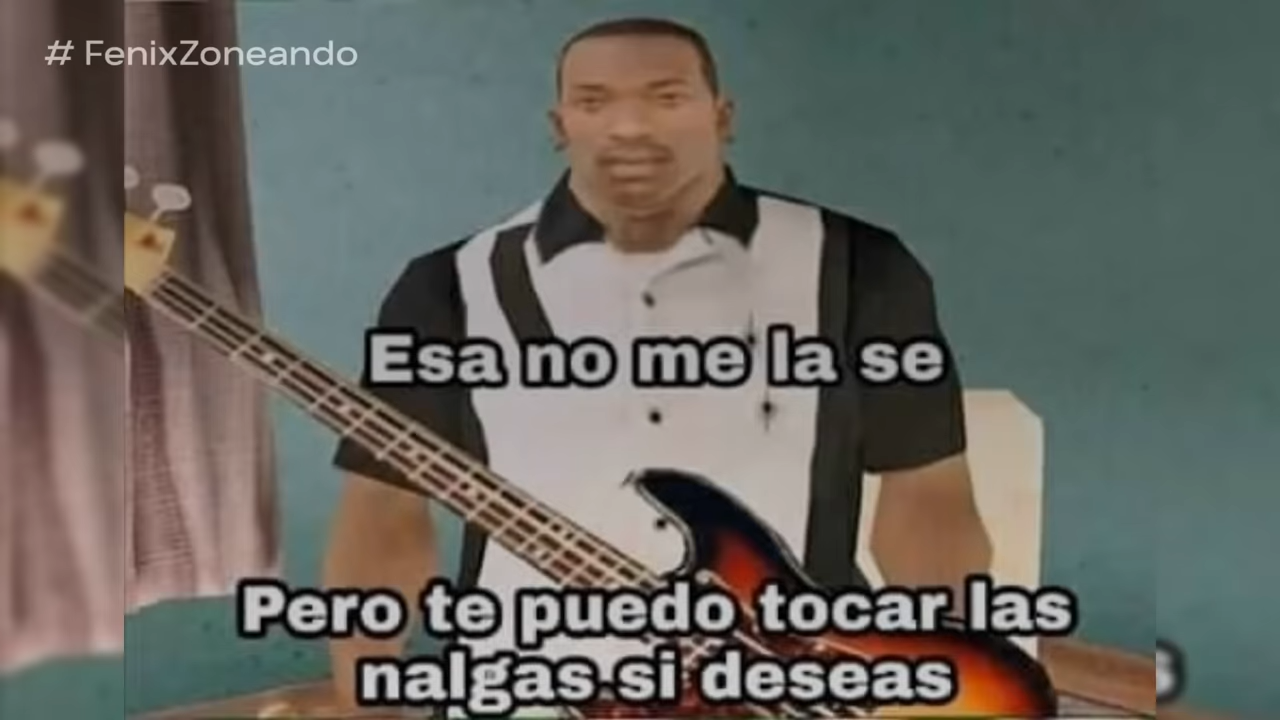 # FenixZoneando
Esa no me la se
Pero te puedo tocar las
nalgas si deseas